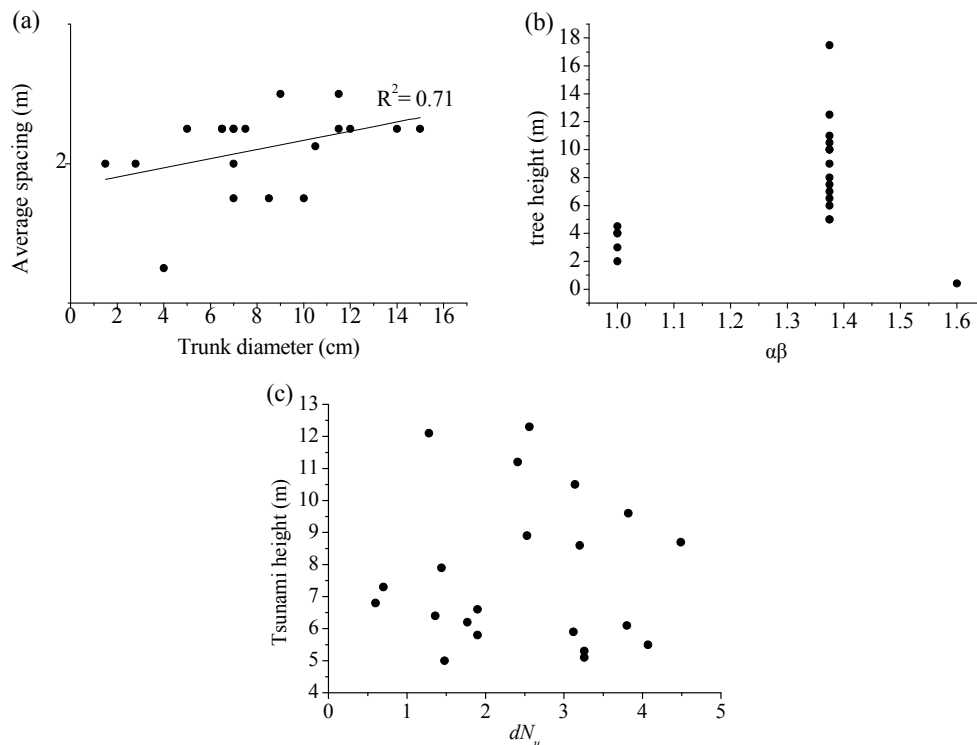 (a)
Average spacing (m)
2
R²= 0.71
0 2 4 6 8 10 12 14 16
Trunk diameter (cm)
(b)
tree height (m)
18
16
14
12
10
8
6
4
2
0
1.0 1.1 1.2 1.3 1.4 1.5 1.6
αβ
(c)
Tsunami height (m)
13
12
11
10
9
8
7
6
5
4
0 1 2 3 4 5
dNᵤ